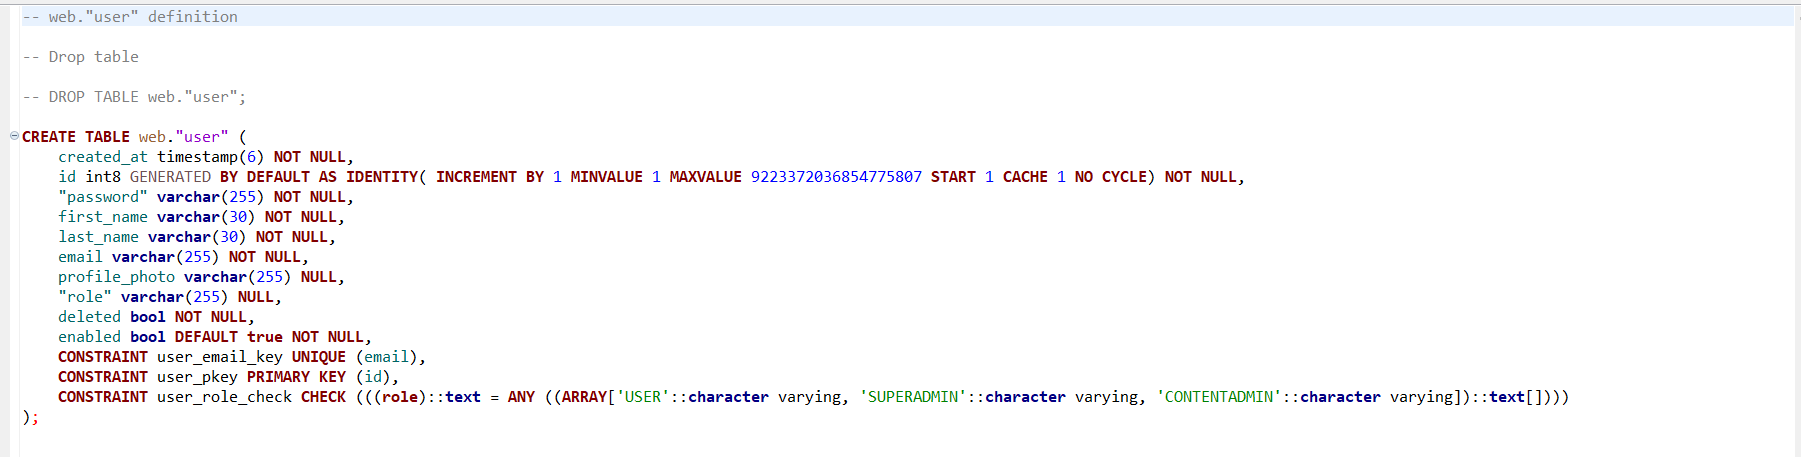 -- web."user" definition
-- Drop table
-- DROP TABLE web."user";
CREATE TABLE web."user" (
created_at timestamp(6) NOT NULL,
id int8 GENERATED BY DEFAULT AS IDENTITY( INCREMENT BY 1 MINVALUE 1 MAXVALUE 9223372036854775807 START 1 CACHE 1 NO CYCLE) NOT NULL,
"password" varchar(255) NOT NULL,
first_name varchar(30) NOT NULL,
last_name varchar(30) NOT NULL,
email varchar(255) NOT NULL,
profile_photo varchar(255) NULL,
"role" varchar(255) NULL,
deleted bool NOT NULL,
enabled bool DEFAULT true NOT NULL,
CONSTRAINT user_email_key UNIQUE (email),
CONSTRAINT user_pkey PRIMARY KEY (id),
CONSTRAINT user_role_check CHECK (((role)::text = ANY ((ARRAY['USER'::character varying, 'SUPERADMIN'::character varying, 'CONTENTADMIN'::character varying])::text[])))
);